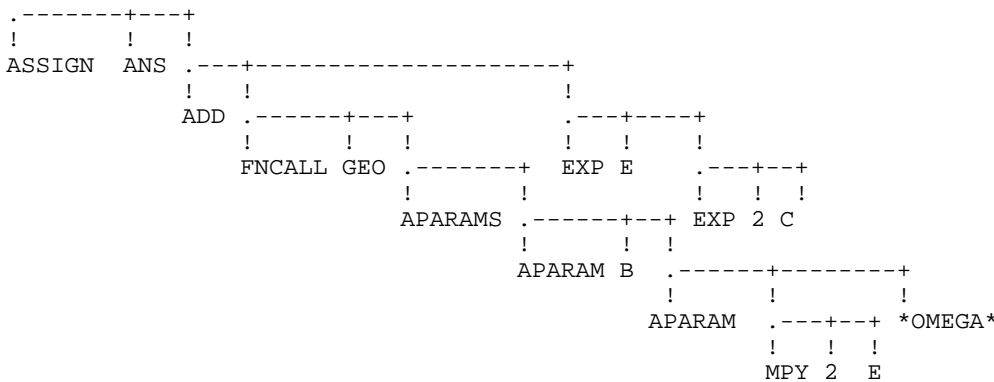 ASSIGN ANS
ADD
FNCALL GEO EXP E
APARAMS EXP 2 C
APARAM B
APARAM *OMEGA*
MPY 2 E